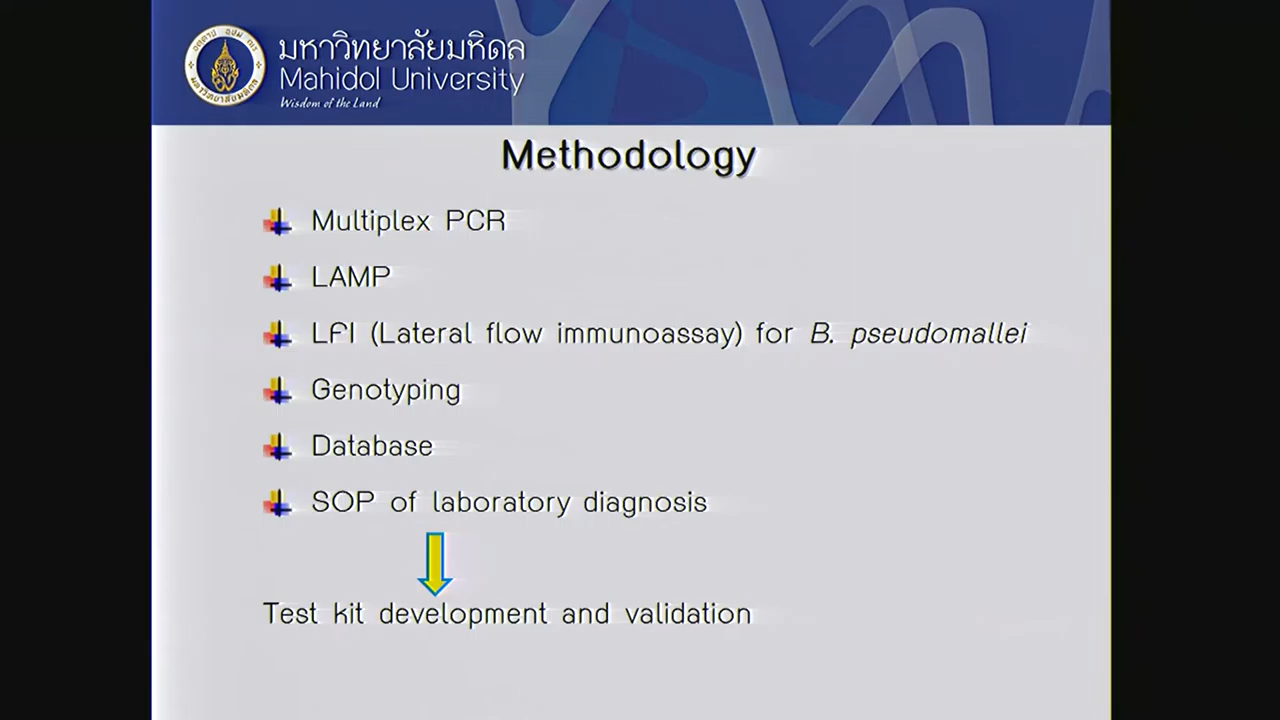 มหาวิทยาลัยมหิดล
Mahidol University
Wisdom of the Land
Methodology
Multiplex PCR
LAMP
LFI (Lateral flow immunoassay) for B. pseudomallei
Genotyping
Database
SOP of laboratory diagnosis
Test kit development and validation